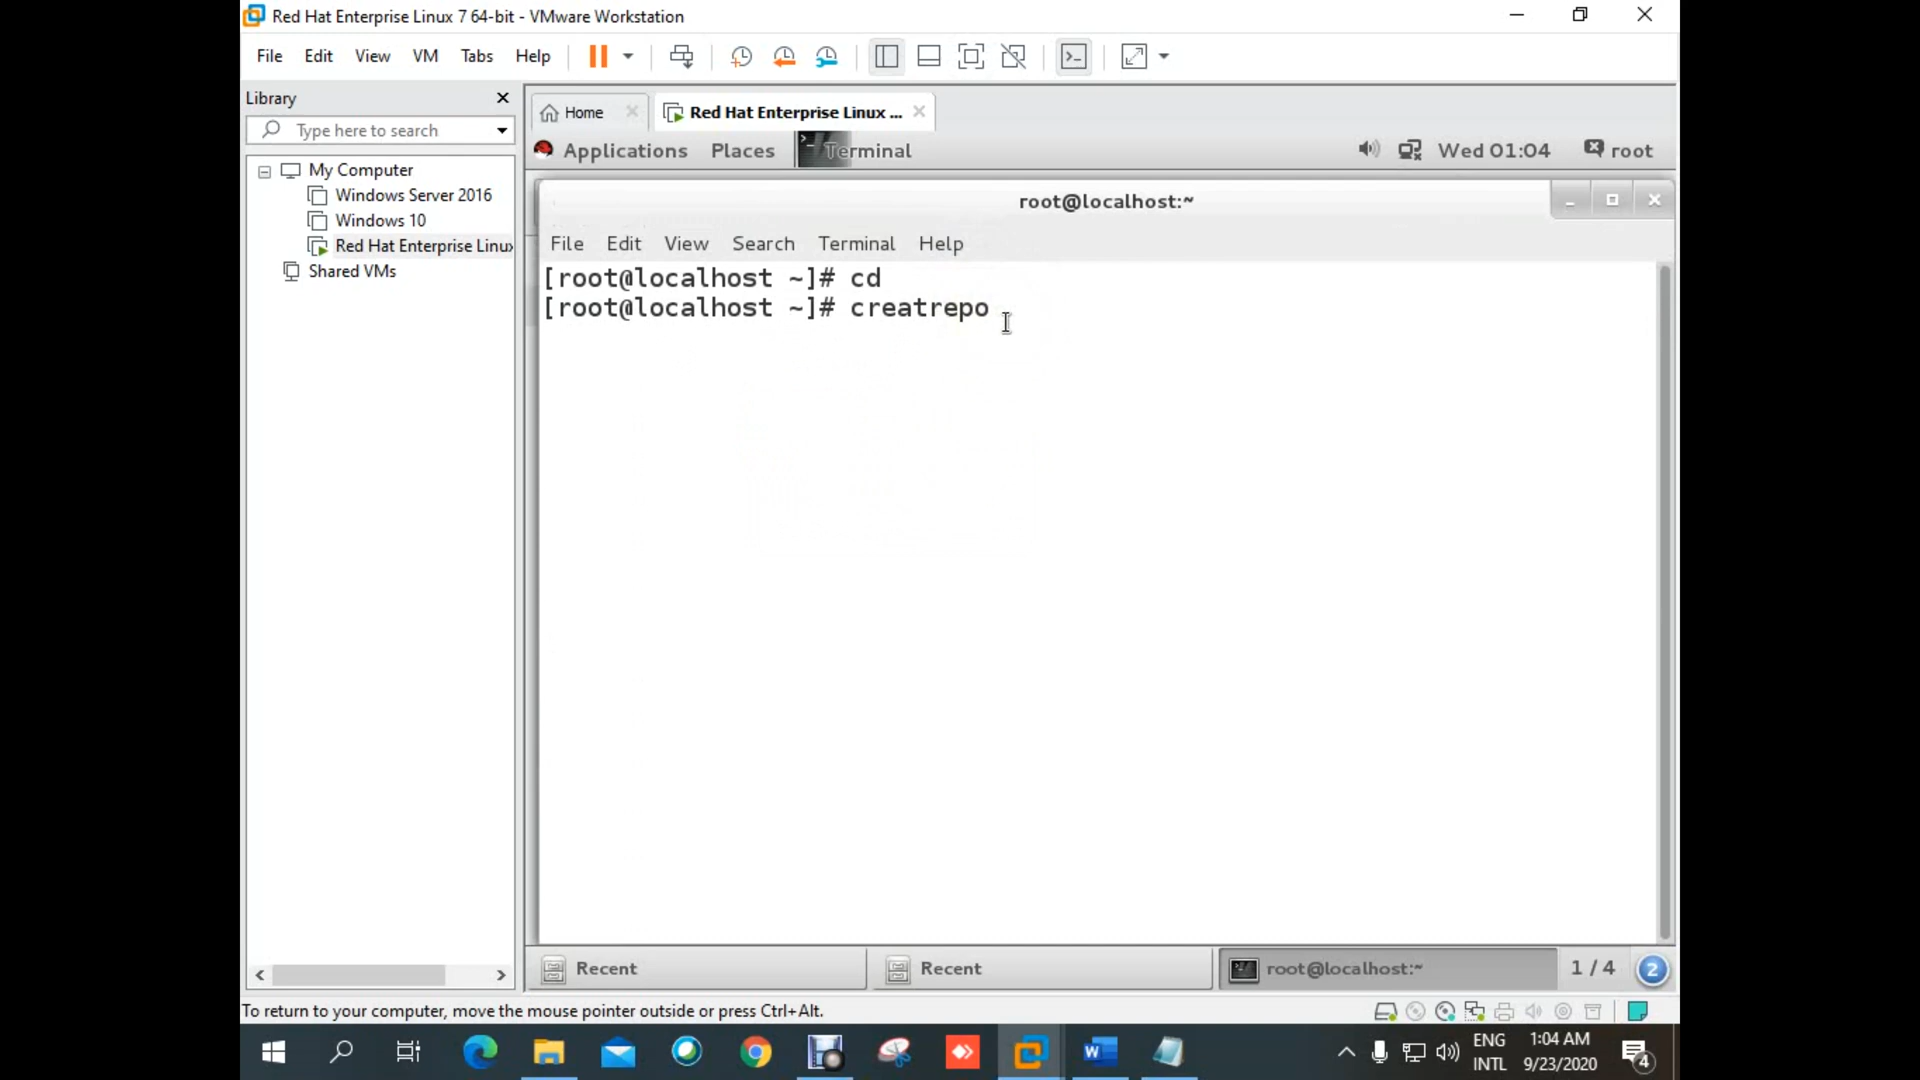 Red Hat Enterprise Linux 7 64-bit - VMware Workstation
File Edit View VM Tabs Help
Library
Type here to search
My Computer
Windows Server 2016
Windows 10
Red Hat Enterprise Linux
Shared VMs
Home
Red Hat Enterprise Linux ...
Applications Places Terminal
Wed 01:04 root
root@localhost:~
File Edit View Search Terminal Help
[root@localhost ~]# cd
[root@localhost ~]# creatrepo
Recent
Recent
root@localhost:~
1 / 4
2
To return to your computer, move the mouse pointer outside or press Ctrl+Alt.
ENG
INTL
1:04 AM
9/23/2020
4